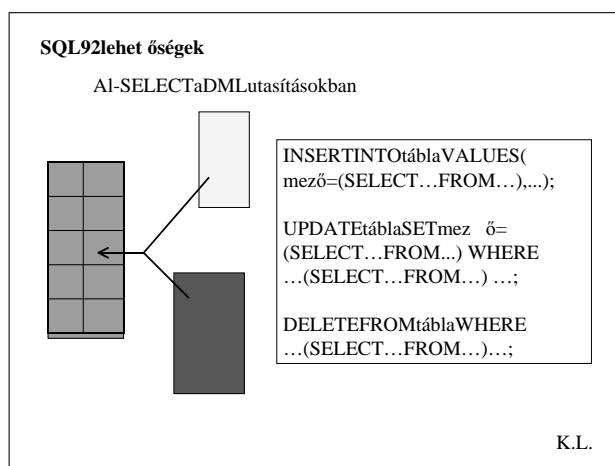 SQL92lehet őségek
Al-SELECTaDMLutasításokban
INSERTINTOtáblaVALUES(
mező=(SELECT…FROM…),...);
UPDATEtáblaSETmez ő=
(SELECT…FROM...) WHERE
…(SELECT…FROM…) …;
DELETEFROMtáblaWHERE
…(SELECT…FROM…)…;
K.L.